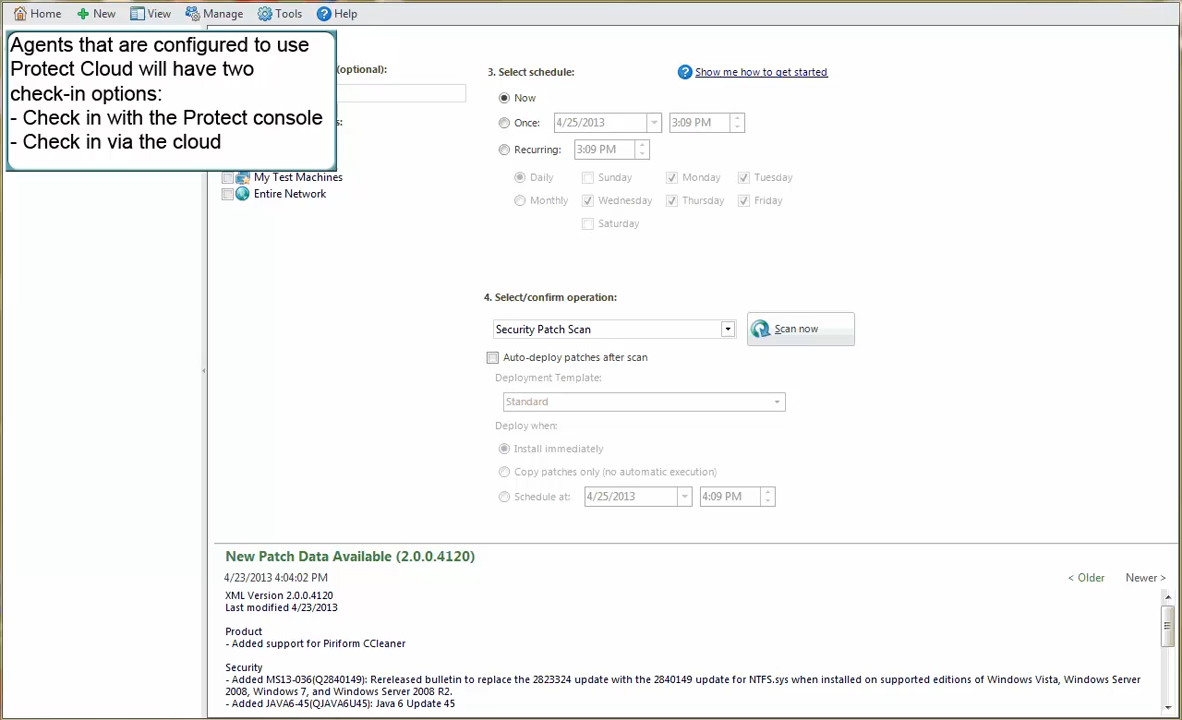 Home New View Manage Tools Help
Agents that are configured to use
Protect Cloud will have two
check-in options:
- Check in with the Protect console
- Check in via the cloud
(optional):
s:
My Test Machines
Entire Network
3. Select schedule:
Show me how to get started
Now
Once: 4/25/2013 3:09 PM
Recurring: 3:09 PM
Daily Sunday Monday Tuesday
Monthly Wednesday Thursday Friday
Saturday
4. Select/confirm operation:
Security Patch Scan Scan now
Auto-deploy patches after scan
Deployment Template:
Standard
Deploy when:
Install immediately
Copy patches only (no automatic execution)
Schedule at: 4/25/2013 4:09 PM
New Patch Data Available (2.0.0.4120)
4/23/2013 4:04:02 PM < Older Newer >
XML Version 2.0.0.4120
Last modified 4/23/2013
Product
- Added support for Piriform CCleaner
Security
- Added MS13-036(Q2840149): Rereleased bulletin to replace the 2823324 update with the 2840149 update for NTFS.sys when installed on supported editions of Windows Vista, Windows Server
2008, Windows 7, and Windows Server 2008 R2.
- Added JAVA6-45(QJAVA6U45): Java 6 Update 45